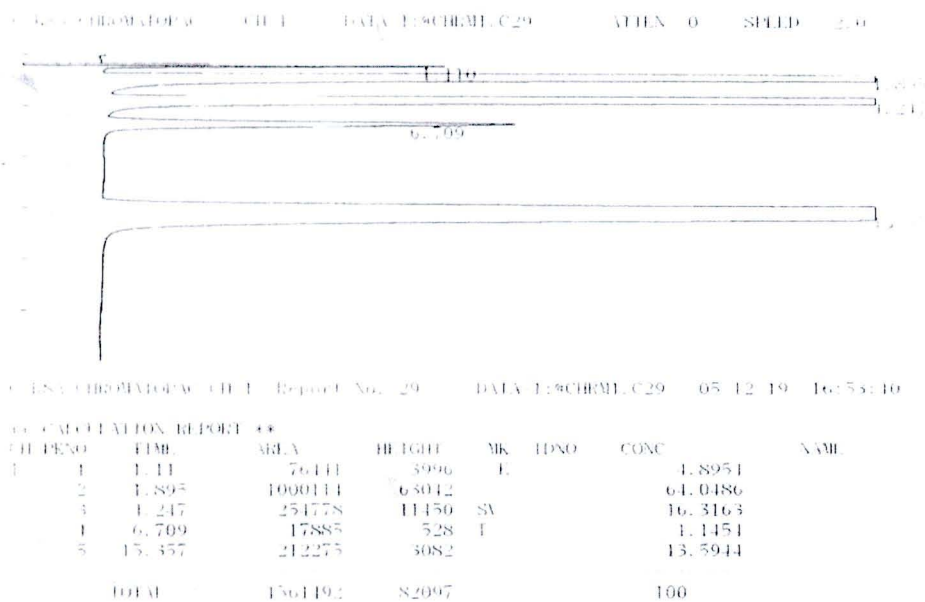 CHROMATOPAC CH 1 DATA 1:%CHRM1.C29 ATTEN 0 SPEED 2.0
6.709
CHROMATOPAC CH 1 Report No. 29 DATA 1:%CHRM1.C29 05 12 19 16:53:40
** CALCULATION REPORT **
CH PKNO TIME AREA HEIGHT MK IDNO CONC NAME
1 1 1.11 76441 3996 E 4.8954
2 1.895 1000114 63042 64.0486
3 4.247 254778 11450 SV 16.3163
4 6.709 17885 528 T 1.1454
5 15.357 212275 3082 13.5944
TOTAL 1561492 82097 100